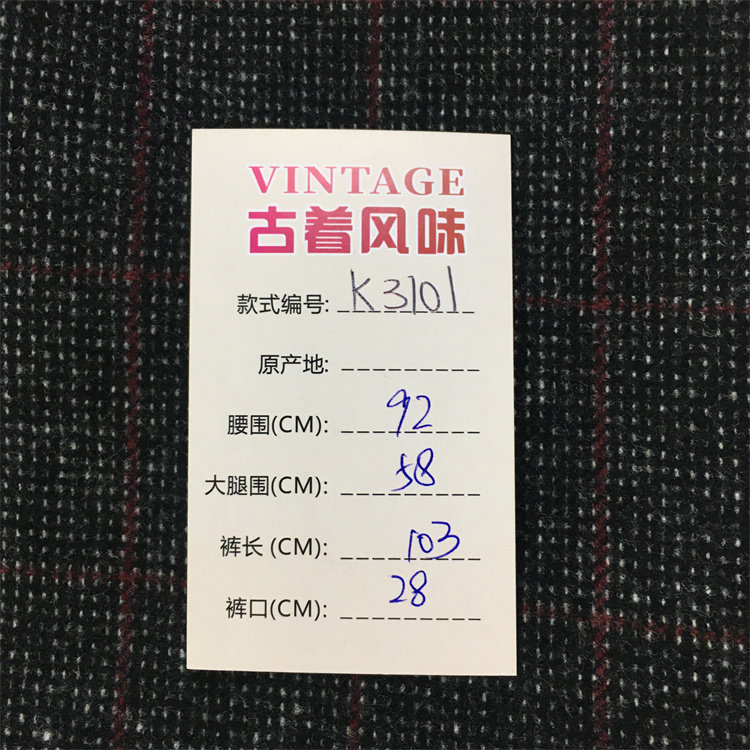 VINTAGE
古着风味
款式编号: K3101
原产地:
腰围(CM): 92
大腿围(CM): 58
裤长 (CM): 103
裤口(CM): 28